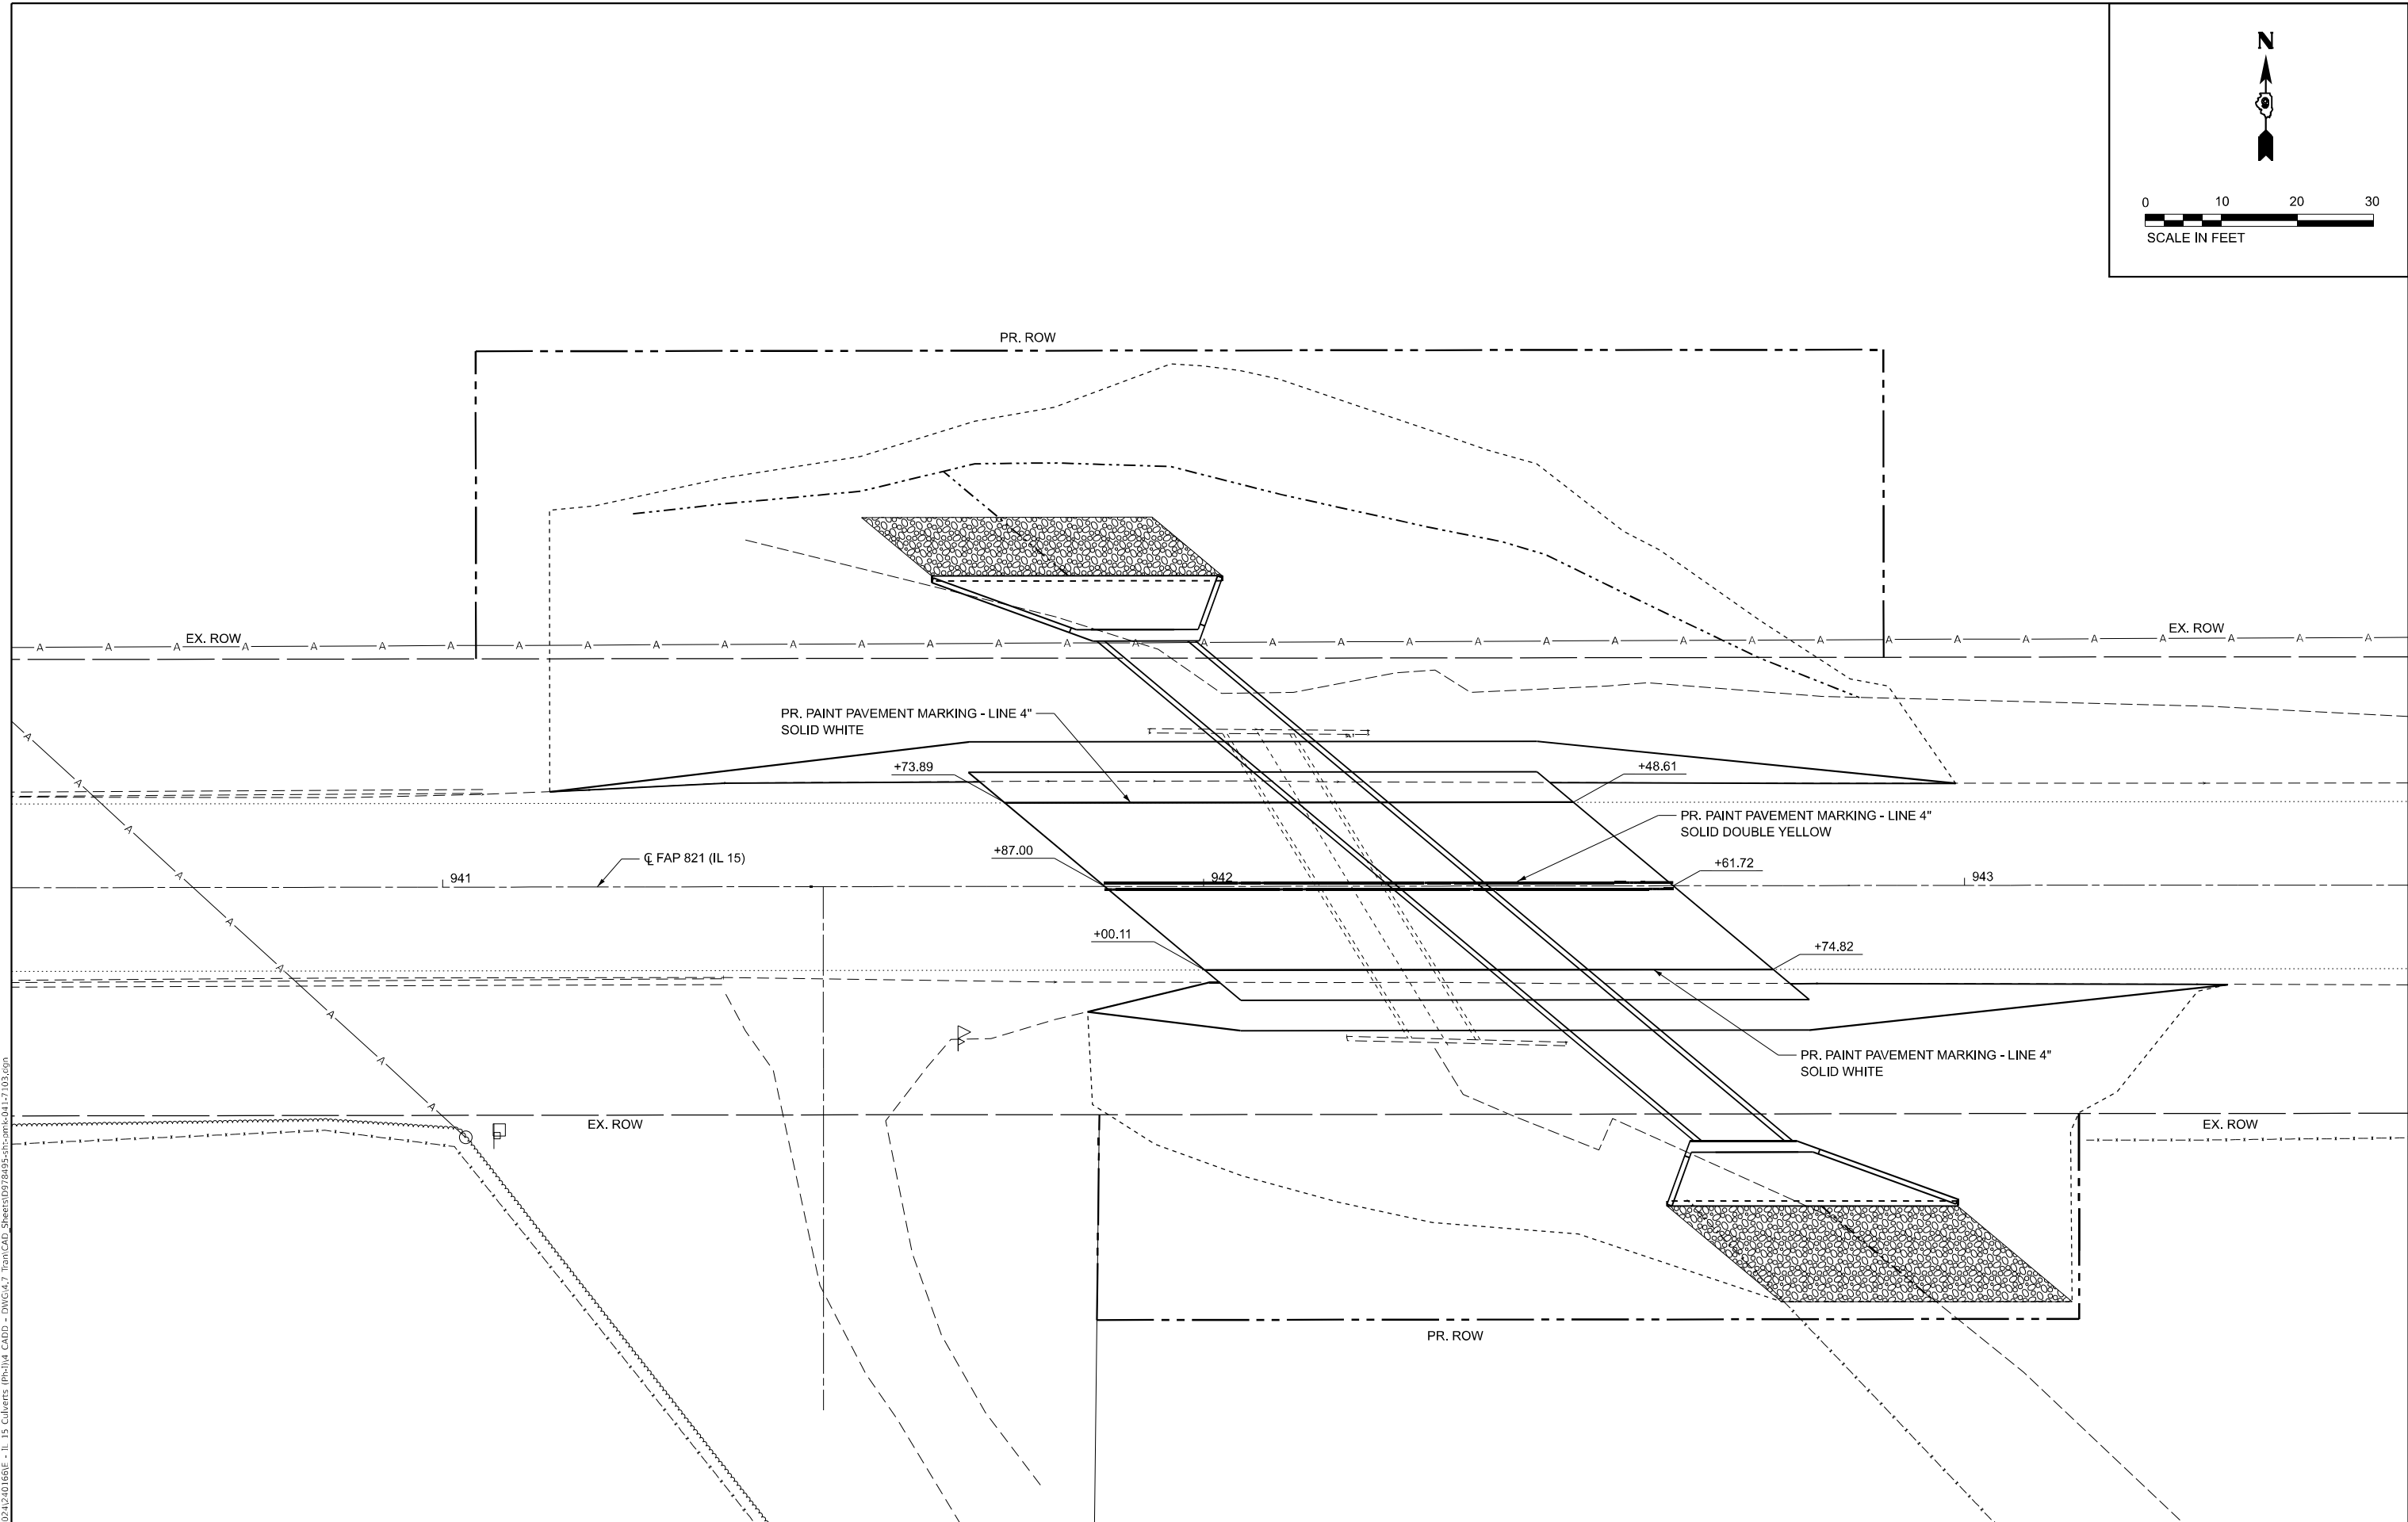 N
0 10 20 30
SCALE IN FEET
PR. ROW
EX. ROW
EX. ROW
PR. PAINT PAVEMENT MARKING - LINE 4"
SOLID WHITE
+73.89
+48.61
PR. PAINT PAVEMENT MARKING - LINE 4"
SOLID DOUBLE YELLOW
+87.00
℄ FAP 821 (IL 15)
+61.72
941
942
943
+00.11
+74.82
PR. PAINT PAVEMENT MARKING - LINE 4"
SOLID WHITE
EX. ROW
EX. ROW
PR. ROW